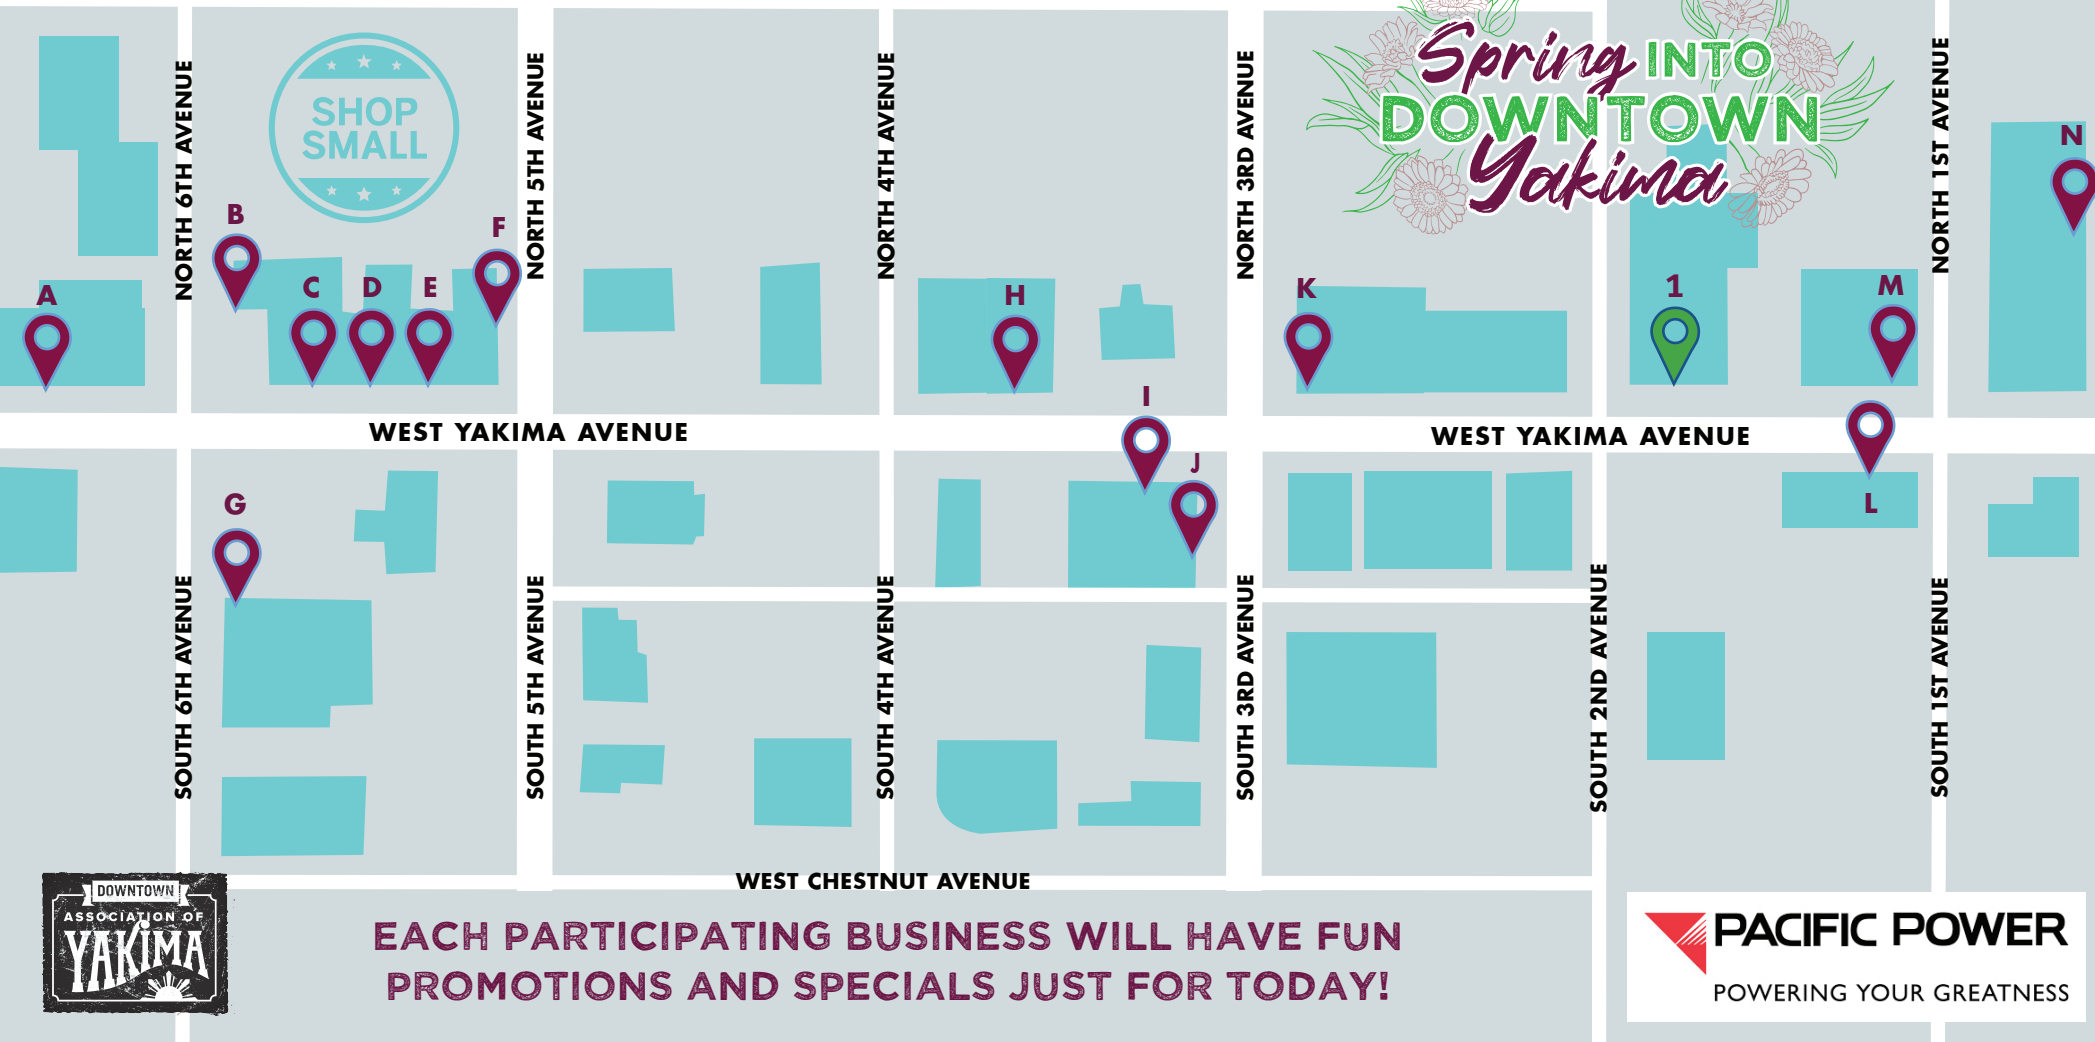 Spring INTO
DOWNTOWN
Yakima
SHOP
SMALL
NORTH 6TH AVENUE
NORTH 5TH AVENUE
NORTH 4TH AVENUE
NORTH 3RD AVENUE
NORTH 1ST AVENUE
N
B
F
A
C
D
E
H
K
1
M
I
WEST YAKIMA AVENUE
WEST YAKIMA AVENUE
J
G
L
SOUTH 6TH AVENUE
SOUTH 5TH AVENUE
SOUTH 4TH AVENUE
SOUTH 3RD AVENUE
SOUTH 2ND AVENUE
SOUTH 1ST AVENUE
WEST CHESTNUT AVENUE
DOWNTOWN
ASSOCIATION OF
YAKIMA
EACH PARTICIPATING BUSINESS WILL HAVE FUN
PROMOTIONS AND SPECIALS JUST FOR TODAY!
PACIFIC POWER
POWERING YOUR GREATNESS